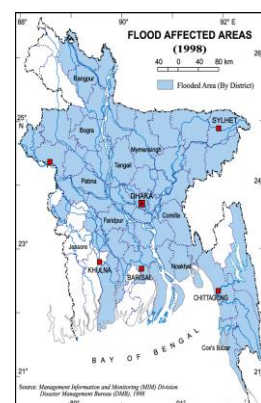 88° 90° 92° E
FLOOD AFFECTED AREAS
(1998)
40 0 80 km
Flooded Area (By District)
Rangpur
25
N
SYLHET
Bogra
Mymensingh
Tangail
24
Pabna
DHAKA
Comilla
Faridpur
23
Jessore
Noakhali
KHULNA
BARISAL
CHITTAGONG
Cox's Bazar
BAY OF BENGAL
21°
21°
Source: Management Information and Monitoring (MIM) Division
Disaster Management Bureau (DMB), 1998